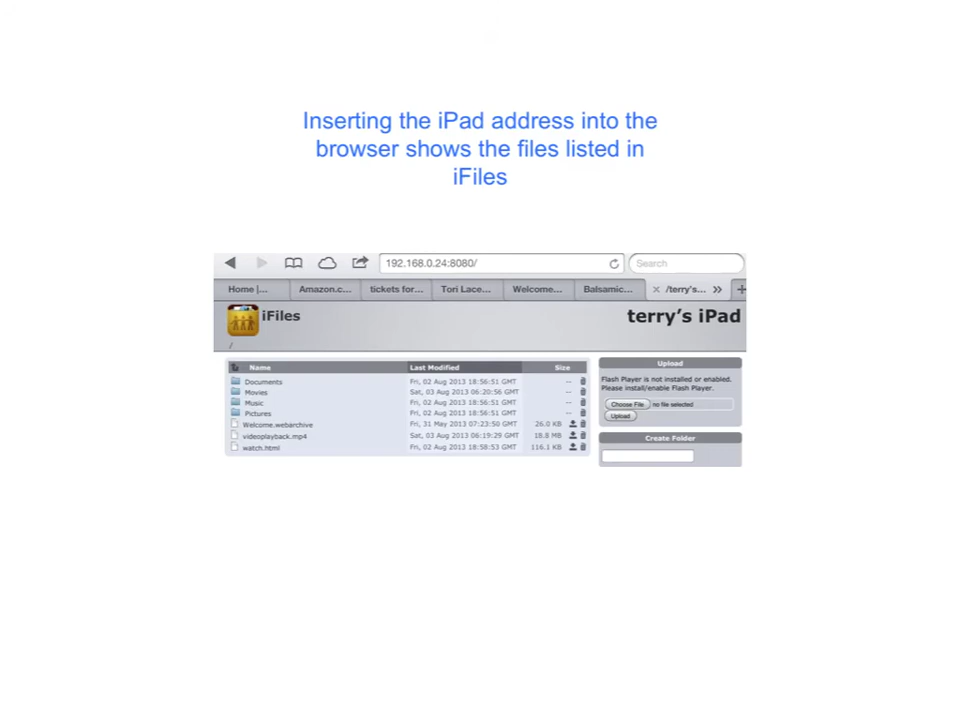 Inserting the iPad address into the
browser shows the files listed in
iFiles
192.168.0.24:8080/
Search
Home |...
Amazon.c...
tickets for...
Tori Lace...
Welcome...
Balsamic...
/terry's...
iFiles
terry's iPad
/
Name Last Modified Size
Documents Fri, 02 Aug 2013 18:56:51 GMT --
Movies Sat, 03 Aug 2013 06:20:56 GMT --
Music Fri, 02 Aug 2013 18:56:51 GMT --
Pictures Fri, 02 Aug 2013 18:56:51 GMT --
Welcome.webarchive Fri, 31 May 2013 07:23:50 GMT 26.0 KB
videoplayback.mp4 Sat, 03 Aug 2013 06:19:29 GMT 18.8 MB
watch.html Fri, 02 Aug 2013 18:58:53 GMT 116.1 KB
Upload
Flash Player is not installed or enabled.
Please install/enable Flash Player.
Choose File no file selected
Upload
Create Folder